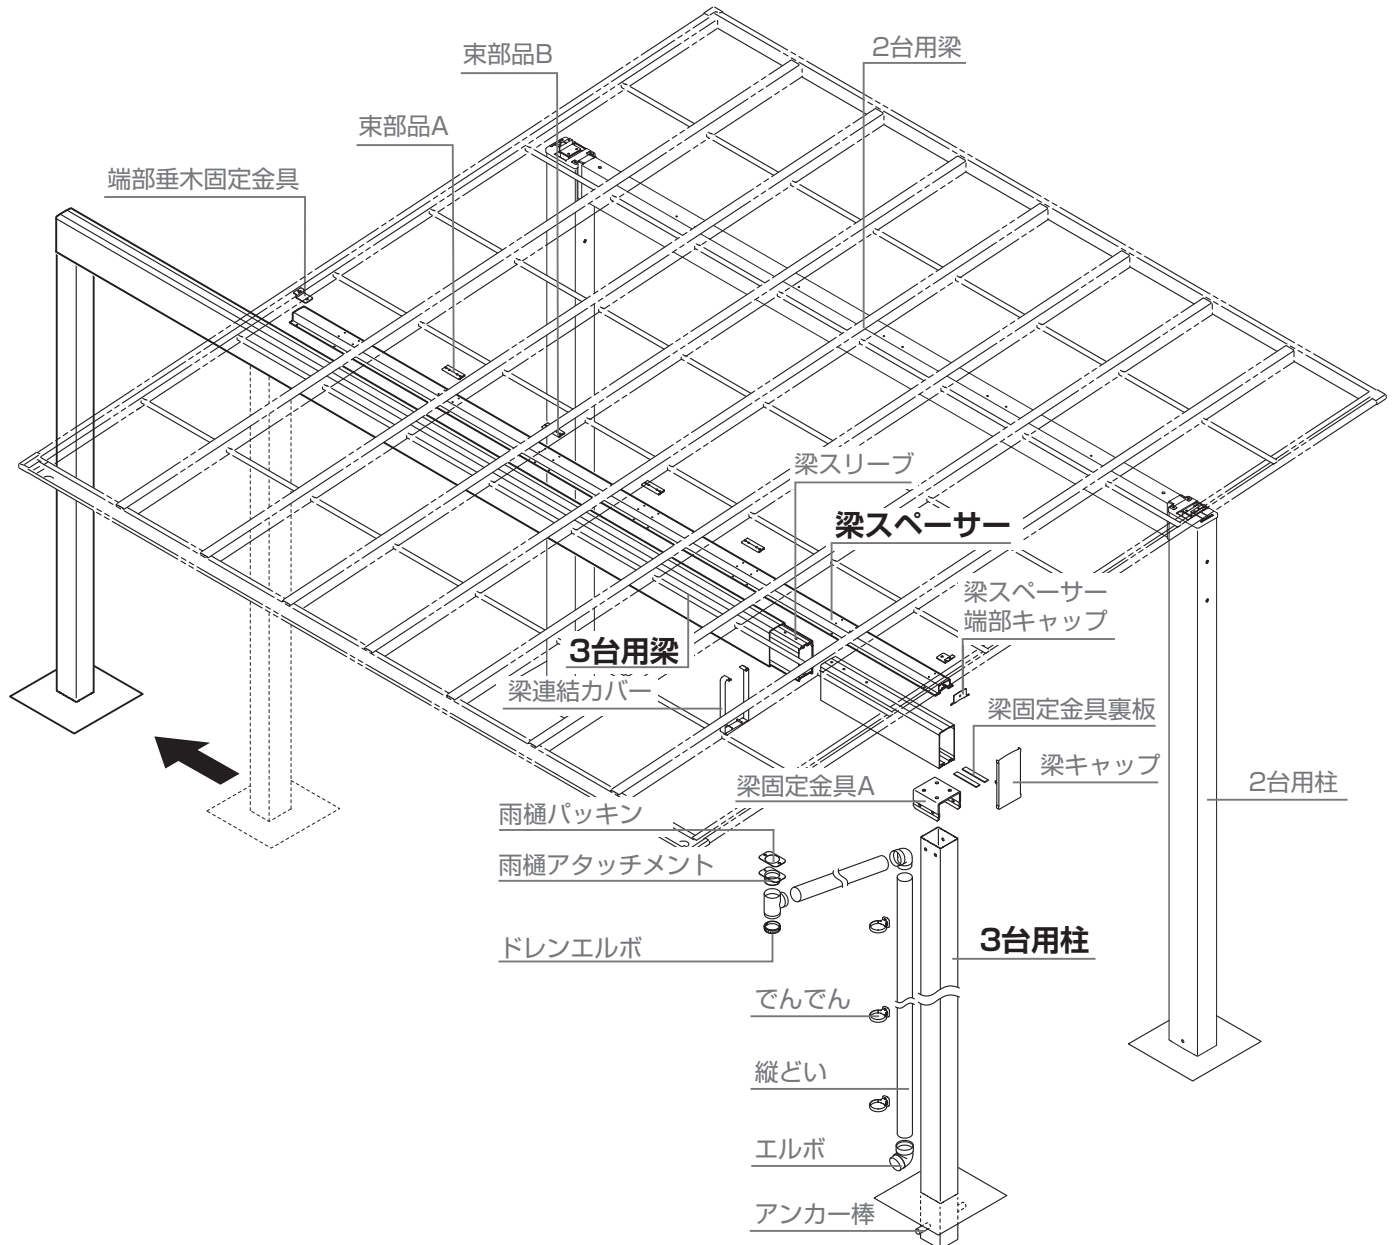 2台用梁
束部品B
束部品A
端部垂木固定金具
梁スリーブ
梁スペーサー
梁スペーサー
端部キャップ
3台用梁
梁連結カバー
梁固定金具裏板
梁キャップ
梁固定金具A
2台用柱
雨樋パッキン
雨樋アタッチメント
ドレンエルボ
3台用柱
でんでん
縦どい
エルボ
アンカー棒